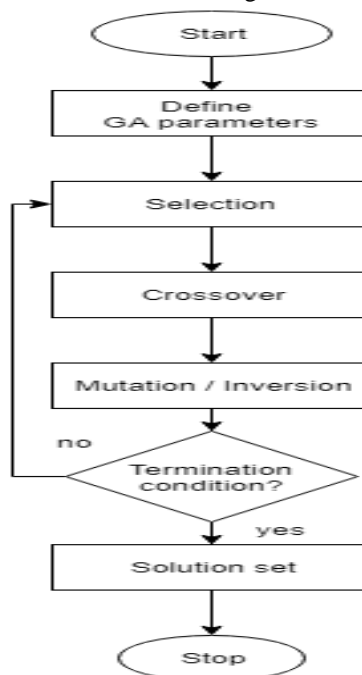 Start
Define
GA parameters
Selection
Crossover
Mutation / Inversion
no
Termination
condition?
yes
Solution set
Stop